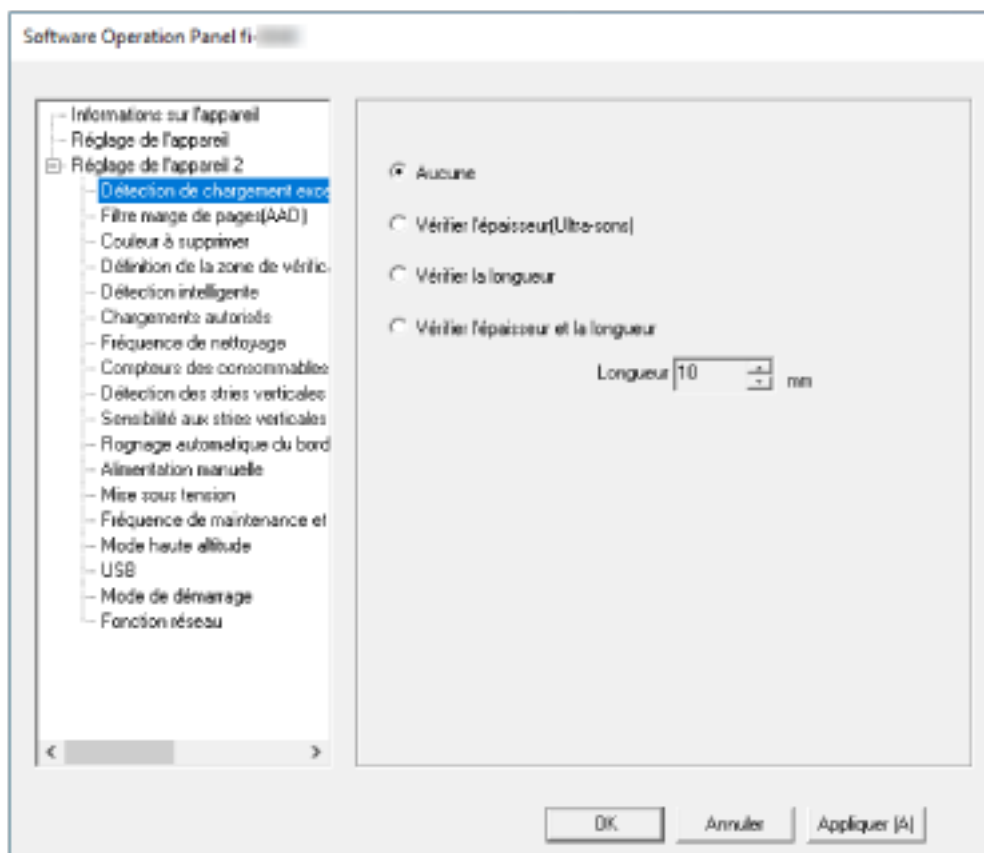 Software Operation Panel fi-
Informations sur l'appareil
Réglage de l'appareil
Réglage de l'appareil 2
Détection de chargement exce
Filtre marge de pages(AAD)
Couleur à supprimer
Définition de la zone de vérific
Détection intelligente
Chargements autorisés
Fréquence de nettoyage
Compteurs des consommables
Détection des stries verticales
Sensibilité aux stries verticales
Rognage automatique du bord
Alimentation manuelle
Mise sous tension
Fréquence de maintenance et
Mode haute altitude
USB
Mode de démarrage
Fonction réseau
Aucune
Vérifier l'épaisseur(Ultra-sons)
Vérifier la longueur
Vérifier l'épaisseur et la longueur
Longueur 10 mm
OK Annuler Appliquer (A)